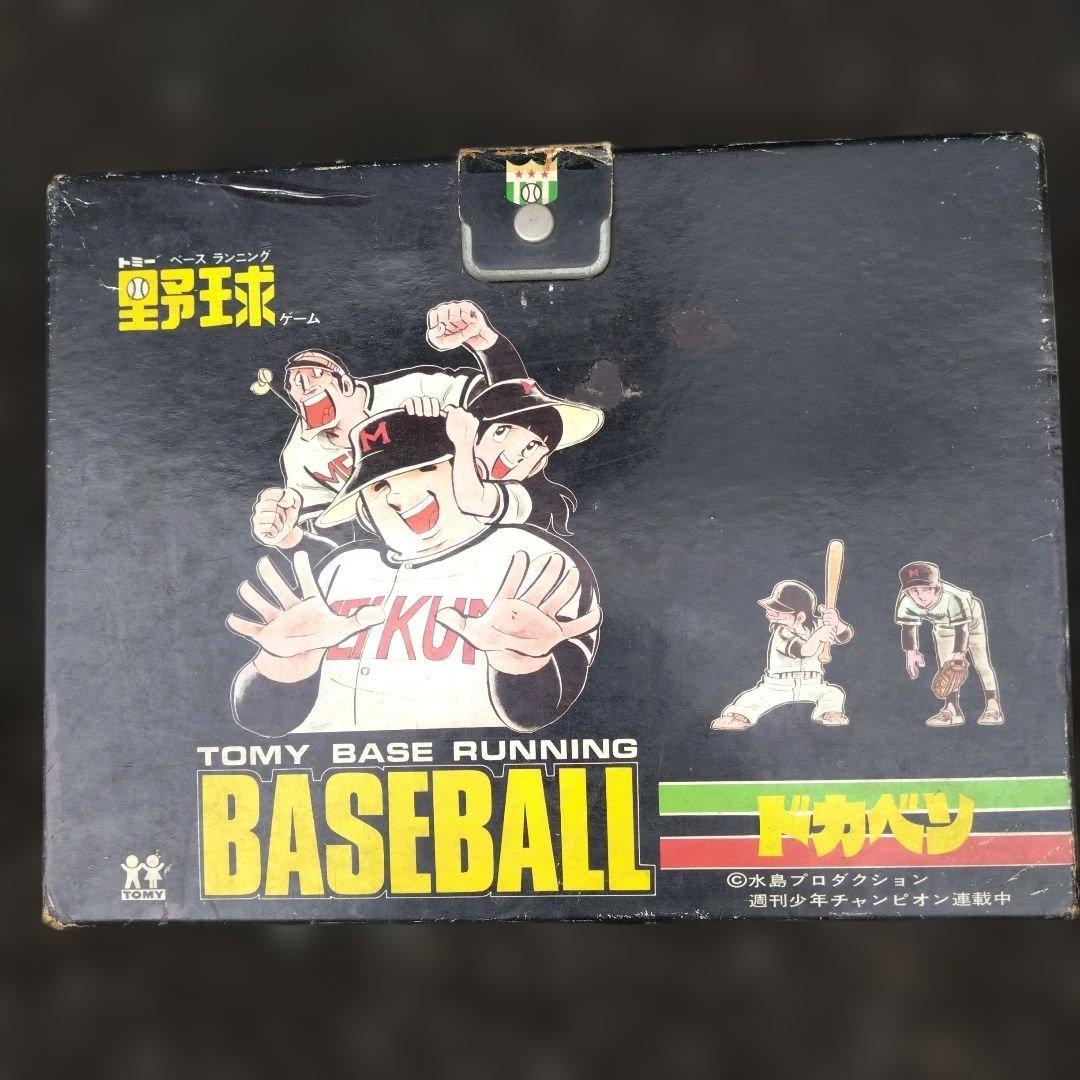 トミー ベース ランニング
野球ゲーム
M
M
ME
M
MEIKUN
TOMY BASE RUNNING
BASEBALL
ドカベン
©水島プロダクション
週刊少年チャンピオン連載中
TOMY